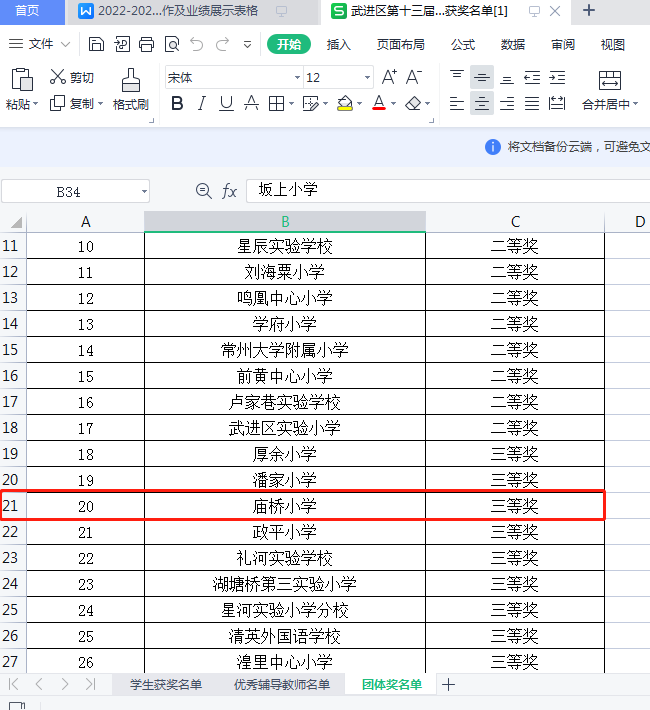 首页 2022-202...作及业绩展示表格 武进区第十三届...获奖名单[1]
文件 开始 插入 页面布局 公式 数据 审阅 视图
剪切 宋体 12
粘贴 复制 格式刷 B I U A A 合并居中
将文档备份云端，可避免文
B34 fx 坂上小学
A B C D
11 10 星辰实验学校 二等奖
12 11 刘海粟小学 二等奖
13 12 鸣凰中心小学 二等奖
14 13 学府小学 二等奖
15 14 常州大学附属小学 二等奖
16 15 前黄中心小学 二等奖
17 16 卢家巷实验学校 二等奖
18 17 武进区实验小学 二等奖
19 18 厚余小学 三等奖
20 19 潘家小学 三等奖
21 20 庙桥小学 三等奖
22 21 政平小学 三等奖
23 22 礼河实验学校 三等奖
24 23 湖塘桥第三实验小学 三等奖
25 24 星河实验小学分校 三等奖
26 25 清英外国语学校 三等奖
27 26 湟里中心小学 三等奖
学生获奖名单 优秀辅导教师名单 团体奖名单